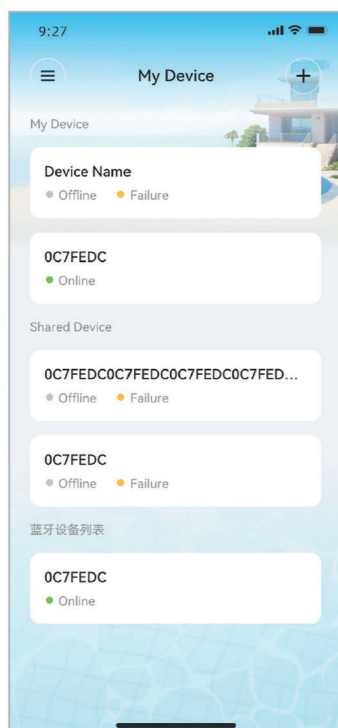 9:27
My Device
My Device
Device Name
Offline Failure
0C7FEDC
Online
Shared Device
0C7FEDC0C7FEDC0C7FEDC0C7FED...
Offline Failure
0C7FEDC
Offline Failure
蓝牙设备列表
0C7FEDC
Online